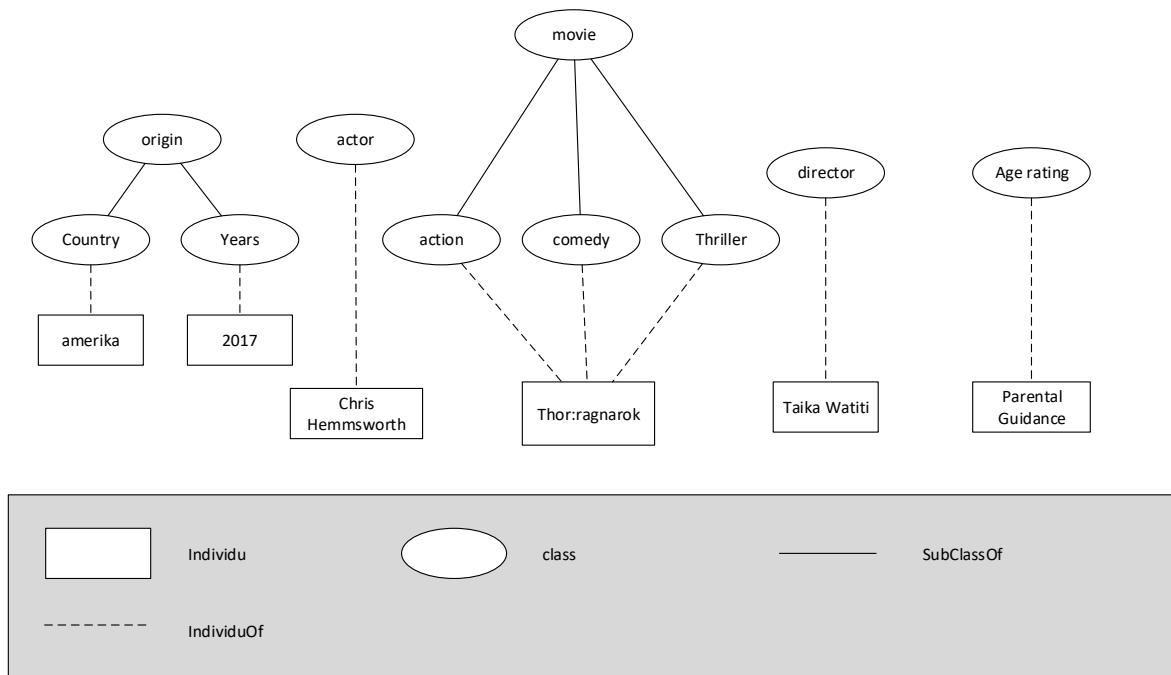 movie
origin
actor
director
Age rating
Country
Years
action
comedy
Thriller
amerika
2017
Chris
Hemmsworth
Thor:ragnarok
Taika Watiti
Parental
Guidance
Individu
class
SubClassOf
IndividuOf